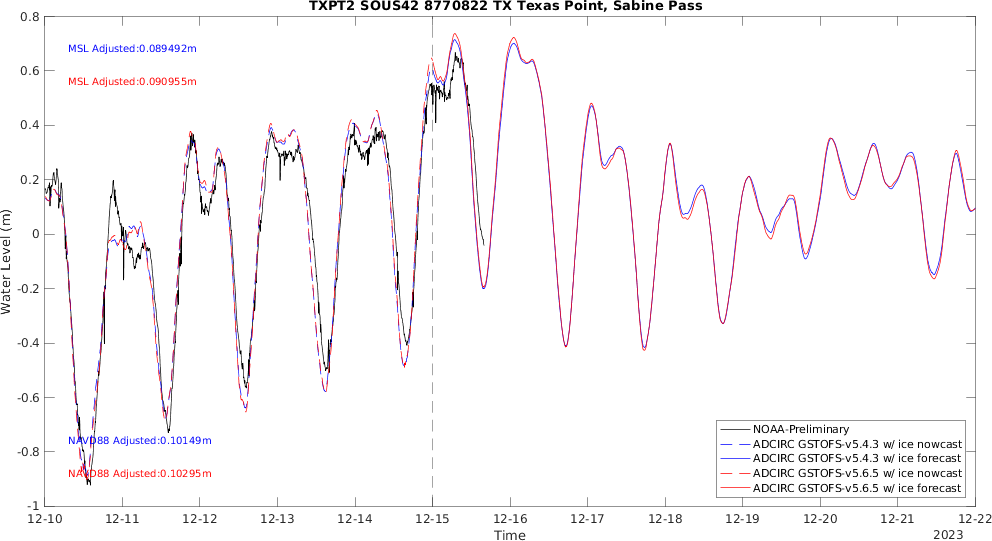 TXPT2 SOUS42 8770822 TX Texas Point, Sabine Pass
0.8
0.6
0.4
0.2
0
-0.2
-0.4
-0.6
-0.8
-1
Water Level (m)
MSL Adjusted:0.089492m
MSL Adjusted:0.090955m
NAVD88 Adjusted:0.10149m
NAVD88 Adjusted:0.10295m
NOAA-Preliminary
ADCIRC GSTOFS-v5.4.3 w/ ice nowcast
ADCIRC GSTOFS-v5.4.3 w/ ice forecast
ADCIRC GSTOFS-v5.6.5 w/ ice nowcast
ADCIRC GSTOFS-v5.6.5 w/ ice forecast
12-10 12-11 12-12 12-13 12-14 12-15 12-16 12-17 12-18 12-19 12-20 12-21 12-22
Time
2023